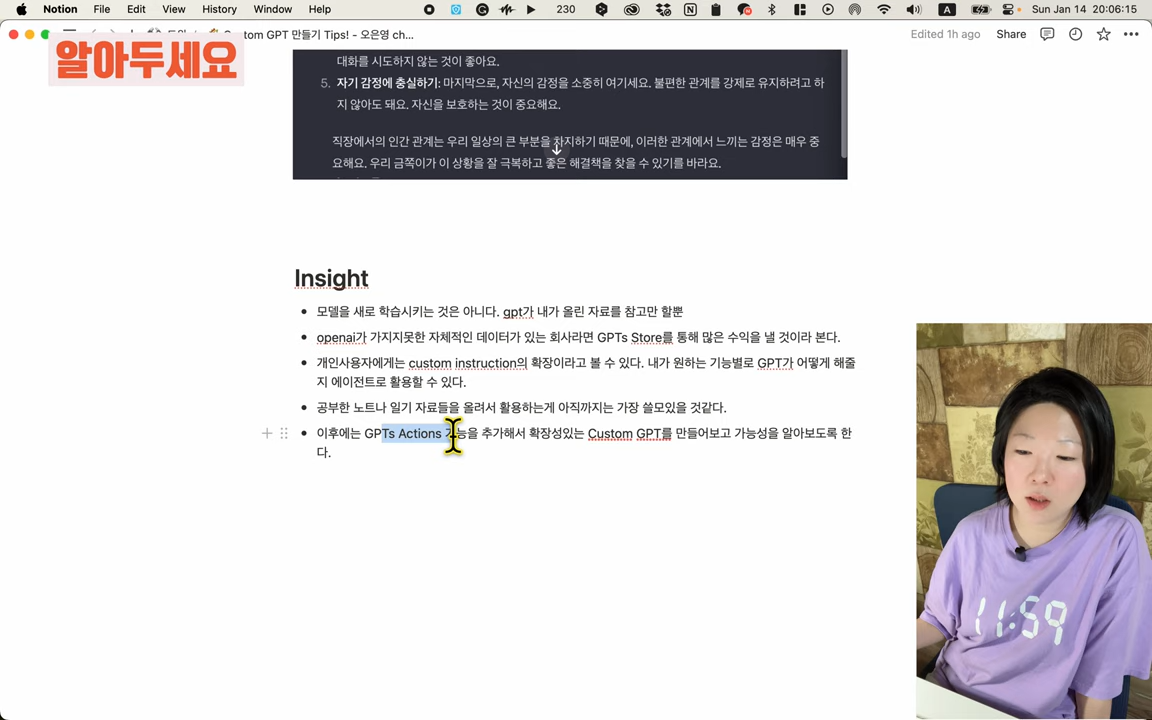 Notion File Edit View History Window Help 230 A Sun Jan 14 20:06:15
tom GPT 만들기 Tips! - 오은영 ch... Edited 1h ago Share
알아두세요
대화를 시도하지 않는 것이 좋아요.
5. 자기 감정에 충실하기: 마지막으로, 자신의 감정을 소중히 여기세요. 불편한 관계를 강제로 유지하려고 하
지 않아도 돼요. 자신을 보호하는 것이 중요해요.
직장에서의 인간 관계는 우리 일상의 큰 부분을 차지하기 때문에, 이러한 관계에서 느끼는 감정은 매우 중
요해요. 우리 금쪽이가 이 상황을 잘 극복하고 좋은 해결책을 찾을 수 있기를 바라요.
Insight
모델을 새로 학습시키는 것은 아니다. gpt가 내가 올린 자료를 참고만 할뿐
openai가 가지지못한 자체적인 데이터가 있는 회사라면 GPTs Store를 통해 많은 수익을 낼 것이라 본다.
개인사용자에게는 custom instruction의 확장이라고 볼 수 있다. 내가 원하는 기능별로 GPT가 어떻게 해줄
지 에이전트로 활용할 수 있다.
공부한 노트나 일기 자료들을 올려서 활용하는게 아직까지는 가장 쓸모있을 것같다.
이후에는 GPTs Actions 기능을 추가해서 확장성있는 Custom GPT를 만들어보고 가능성을 알아보도록 한
다.
11:59